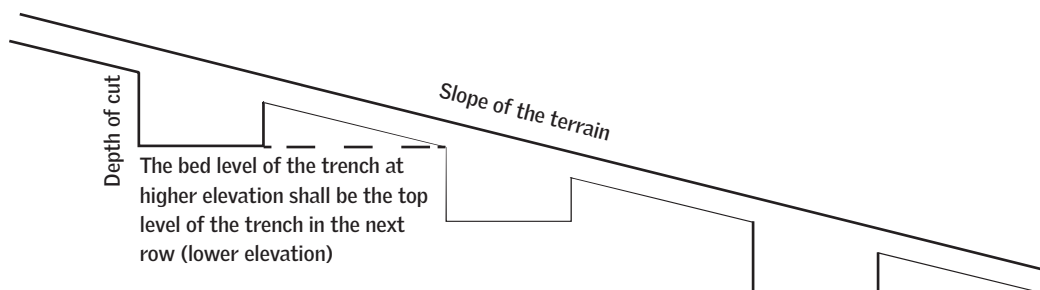 Slope of the terrain
Depth of cut
The bed level of the trench at
higher elevation shall be the top
level of the trench in the next
row (lower elevation)